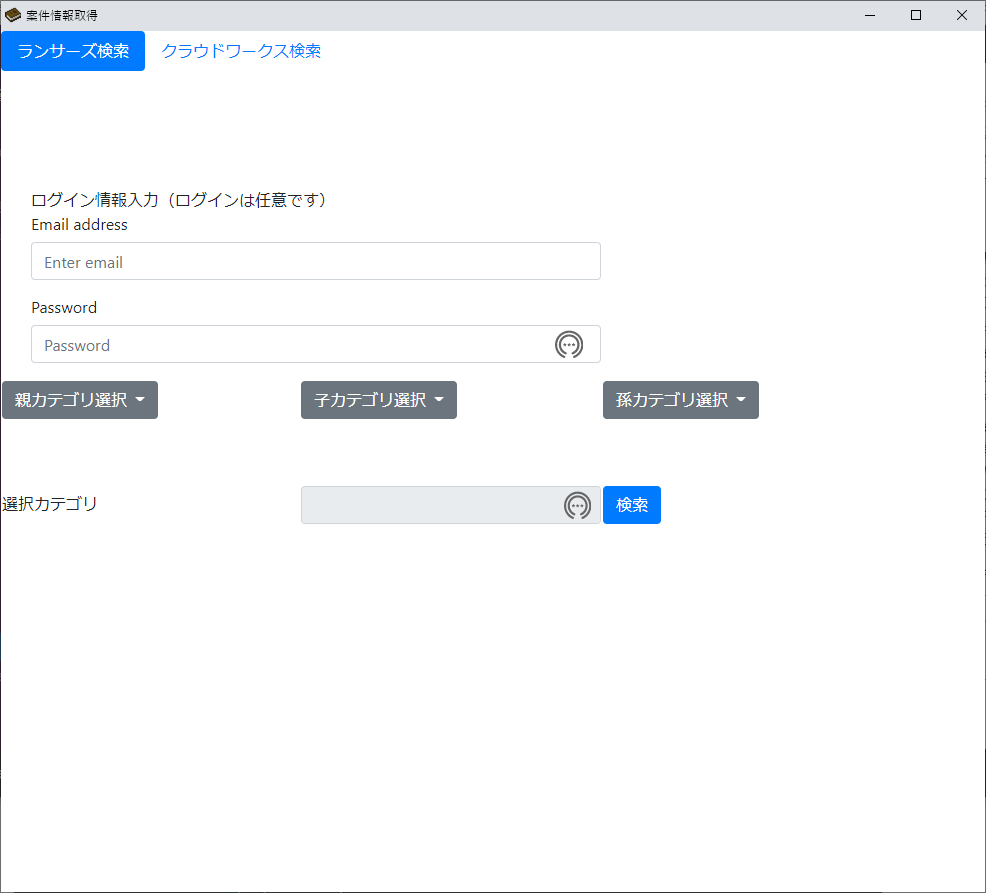 案件情報取得
ランサーズ検索 クラウドワークス検索
ログイン情報入力（ログインは任意です）
Email address
Enter email
Password
Password
親カテゴリ選択 子カテゴリ選択 孫カテゴリ選択
選択カテゴリ 検索